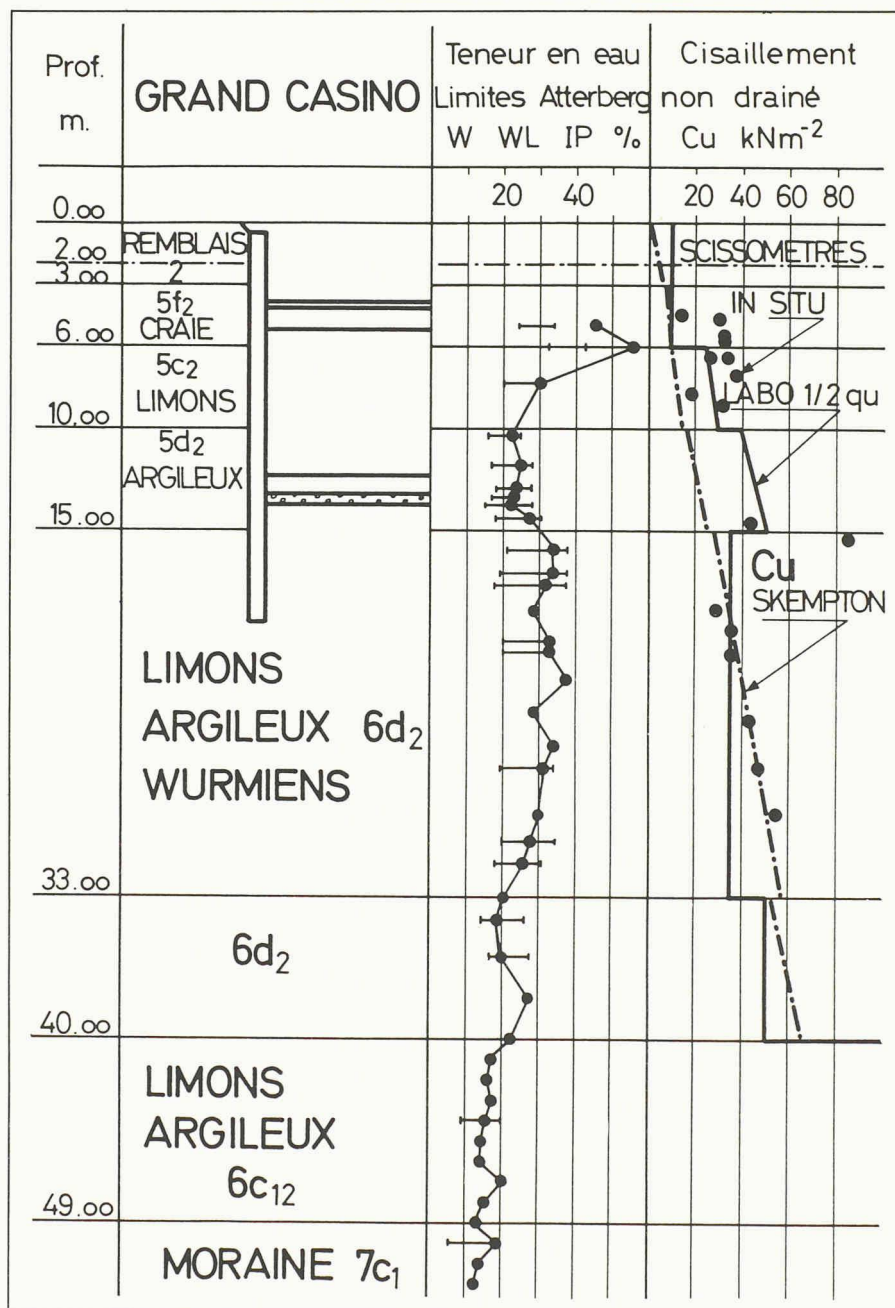 Prof.
m.
GRAND CASINO
Teneur en eau
Limites Atterberg
W WL IP %
Cisaillement
non drainé
Cu kNm⁻²
20 40
20 40 60 80
0.00
REMBLAIS
2
2.00
3.00
SCISSOMETRES
IN SITU
5f₂
CRAIE
6.00
5c₂
LIMONS
LABO 1/2 qu
10.00
5d₂
ARGILEUX
15.00
Cu
SKEMPTON
LIMONS
ARGILEUX 6d₂
WURMIENS
33.00
6d₂
40.00
LIMONS
ARGILEUX
6c₁₂
49.00
MORAINE 7c₁